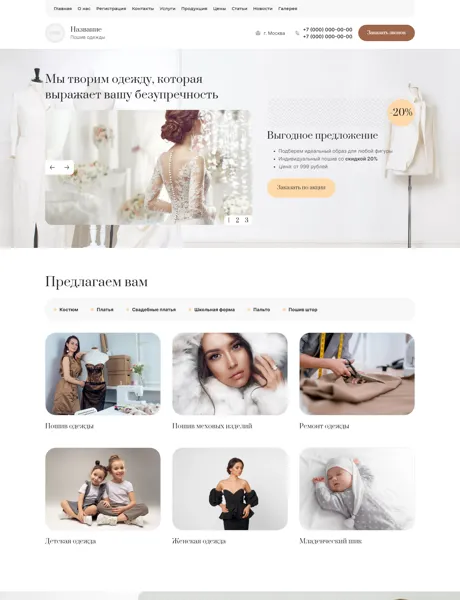 Главная О нас Регистрация Контакты Услуги Продукция Цены Статьи Новости Галерея
Название
Пошив одежды
г. Москва
+7 (000) 000-00-00
+7 (000) 000-00-00
Заказать звонок
Мы творим одежду, которая
выражает вашу безупречность
-20%
Выгодное предложение
Подберем идеальный образ для любой фигуры
Индивидуальный пошив со скидкой 20%
Цена: от 998 рублей
Заказать по акции
1 2 3
Предлагаем вам
Костюм Платья Свадебные платья Школьная форма Пальто Пошив штор
Пошив одежды
Пошив меховых изделий
Ремонт одежды
Детская одежда
Женская одежда
Младенческий шик